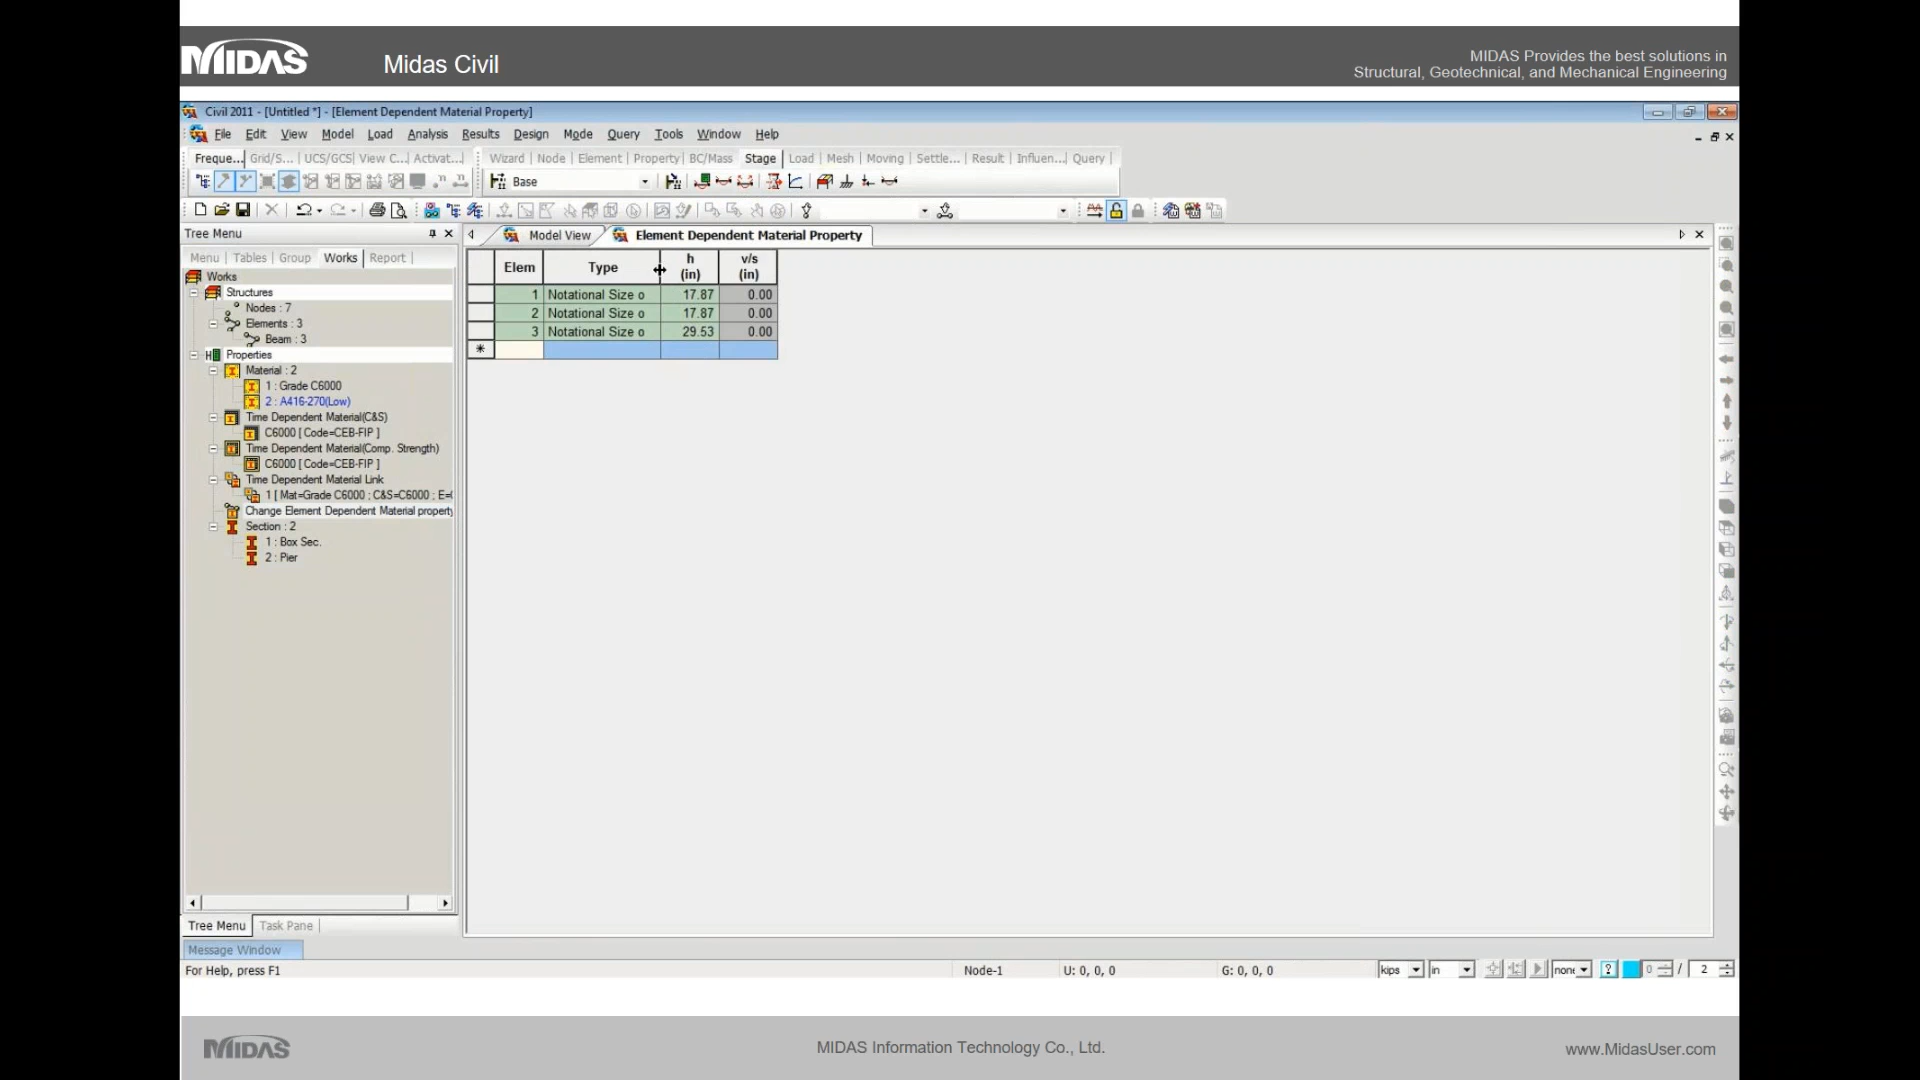 MIDAS
Midas Civil
MIDAS Provides the best solutions in
Structural, Geotechnical, and Mechanical Engineering
Civil 2011 - [Untitled *] - [Element Dependent Material Property]
File Edit View Model Load Analysis Results Design Mode Query Tools Window Help
Freque... Grid/S... UCS/GCS View C... Activat... Wizard Node Element Property BC/Mass Stage Load Mesh Moving Settle... Result Influen... Query
Base
Tree Menu
Model View Element Dependent Material Property
Menu Tables Group Works Report
Works
Structures
Nodes : 7
Elements : 3
Beam : 3
Properties
Material : 2
1 : Grade C6000
2 : A416-270(Low)
Time Dependent Material(C&S)
C6000 [ Code=CEB-FIP ]
Time Dependent Material(Comp. Strength)
C6000 [ Code=CEB-FIP ]
Time Dependent Material Link
1 [ Mat=Grade C6000 ; C&S=C6000 ; E=
Change Element Dependent Material property
Section : 2
1 : Box Sec.
2 : Pier
Elem Type h (in) v/s (in)
1 Notational Size o 17.87 0.00
2 Notational Size o 17.87 0.00
3 Notational Size o 29.53 0.00
*
Tree Menu Task Pane
Message Window
For Help, press F1 Node-1 U: 0, 0, 0 G: 0, 0, 0 kips in none ? 0 / 2
MIDAS MIDAS Information Technology Co., Ltd. www.MidasUser.com